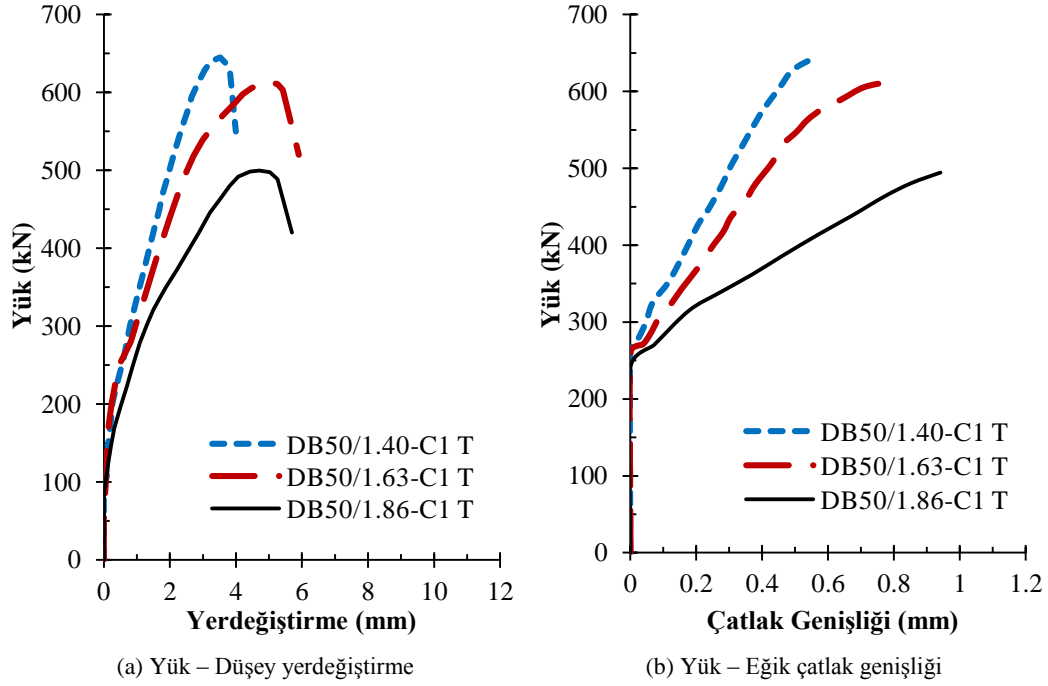 700
600
500
400
300
200
100
0
Yük (kN)
DB50/1.40-C1 T
DB50/1.63-C1 T
DB50/1.86-C1 T
0 2 4 6 8 10 12
Yerdeğiştirme (mm)
(a) Yük – Düşey yerdeğiştirme
700
600
500
400
300
200
100
0
Yük (kN)
DB50/1.40-C1 T
DB50/1.63-C1 T
DB50/1.86-C1 T
0 0.2 0.4 0.6 0.8 1 1.2
Çatlak Genişliği (mm)
(b) Yük – Eğik çatlak genişliği